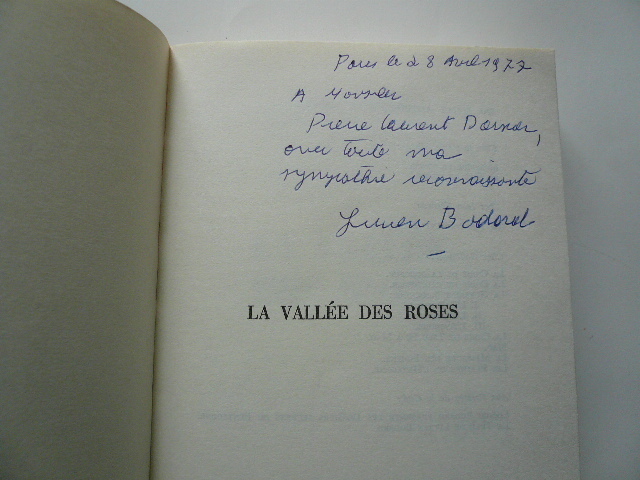 Paris le 28 Avril 1977
A Monsieur
Pierre Laurent Darnar,
avec toute ma
sympathie reconnaissante
Lucien Bodard
LA VALLÉE DES ROSES